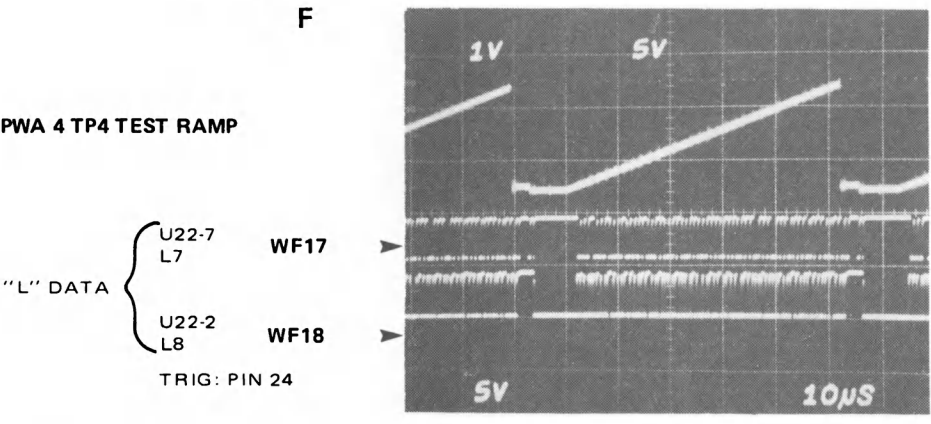 F
1V 5V
PWA 4 TP4 TEST RAMP
U22-7
L7
WF17
"L" DATA
U22-2
L8
WF18
TRIG: PIN 24
5V 10µS